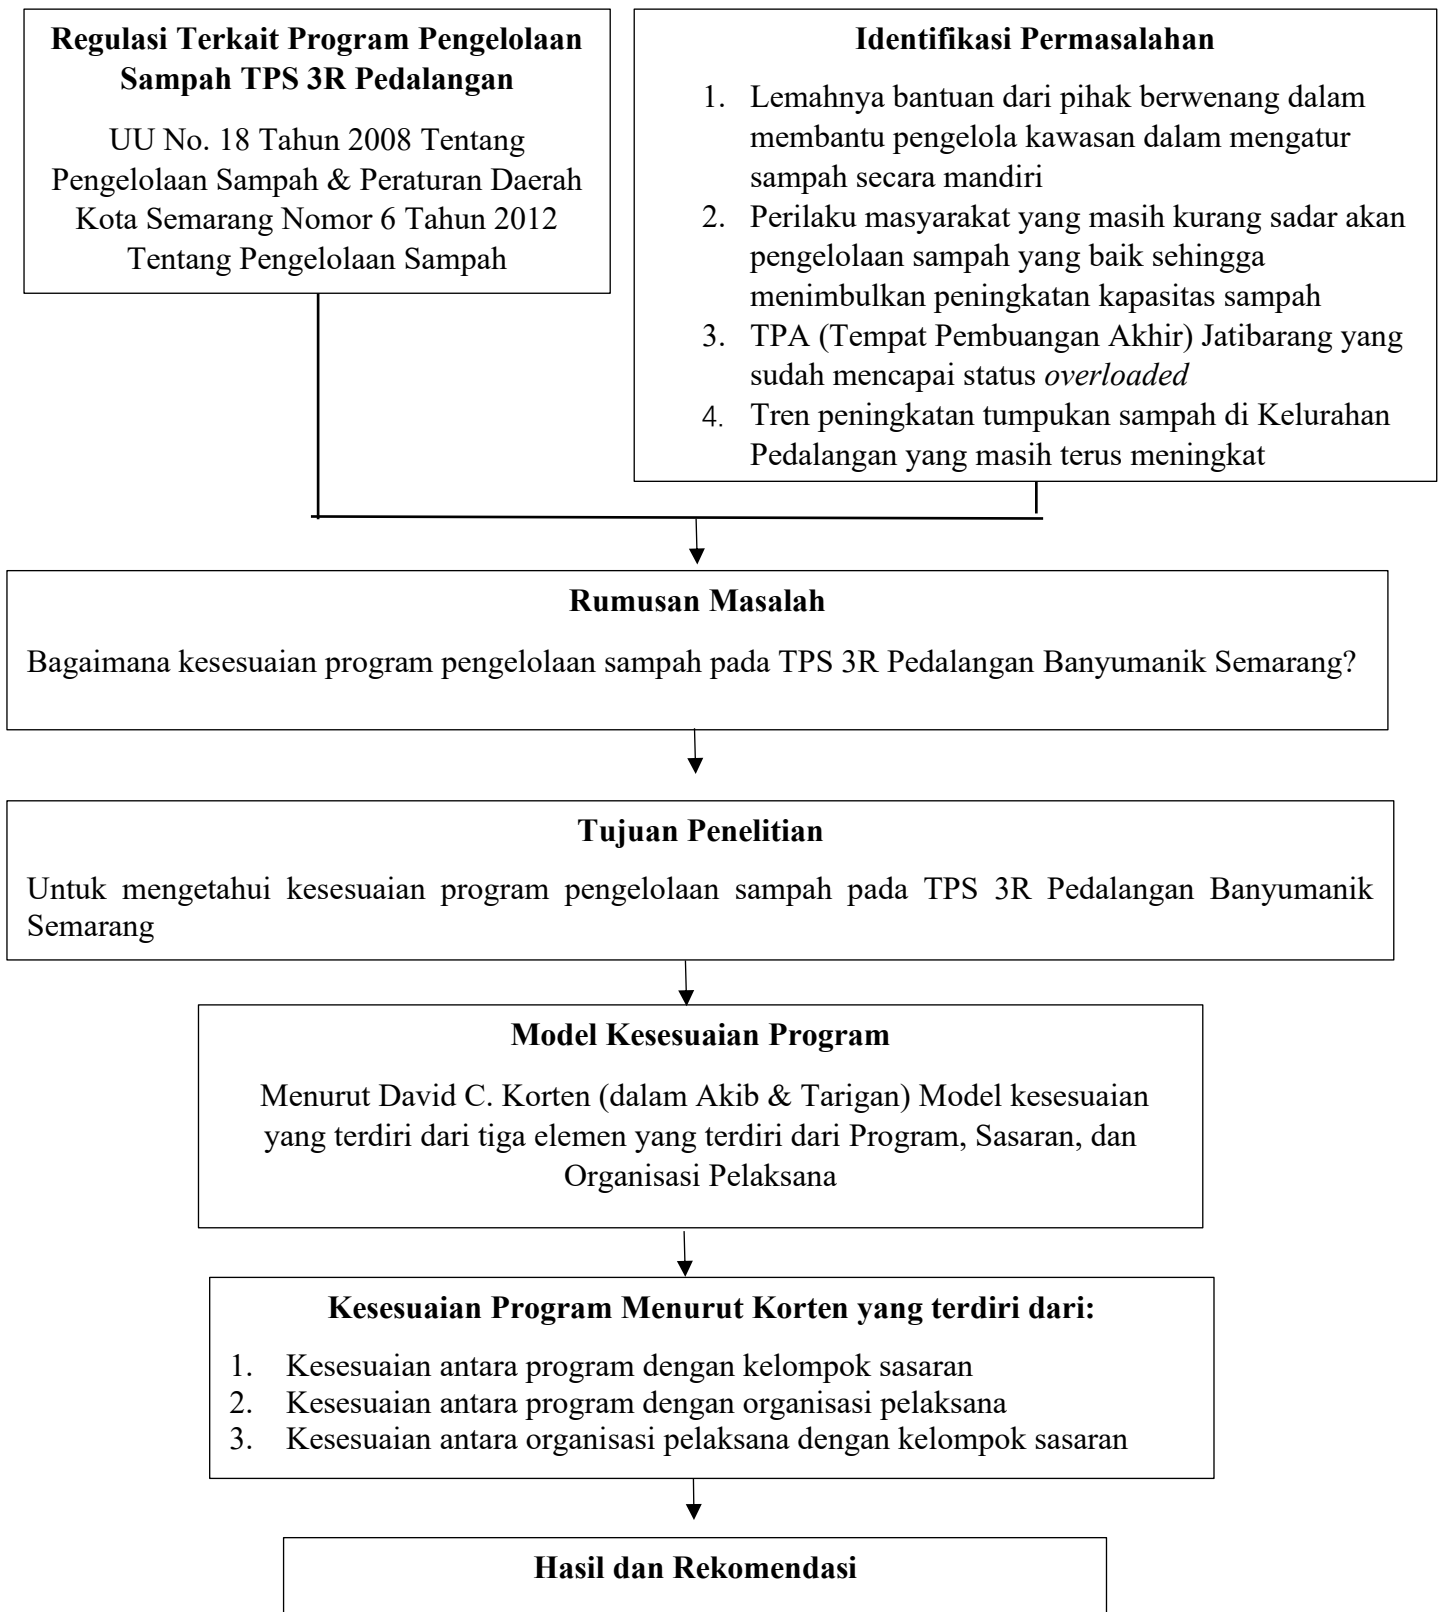 Regulasi Terkait Program Pengelolaan
Sampah TPS 3R Pedalangan
UU No. 18 Tahun 2008 Tentang
Pengelolaan Sampah & Peraturan Daerah
Kota Semarang Nomor 6 Tahun 2012
Tentang Pengelolaan Sampah
Identifikasi Permasalahan
1. Lemahnya bantuan dari pihak berwenang dalam
membantu pengelola kawasan dalam mengatur
sampah secara mandiri
2. Perilaku masyarakat yang masih kurang sadar akan
pengelolaan sampah yang baik sehingga
menimbulkan peningkatan kapasitas sampah
3. TPA (Tempat Pembuangan Akhir) Jatibarang yang
sudah mencapai status overloaded
4. Tren peningkatan tumpukan sampah di Kelurahan
Pedalangan yang masih terus meningkat
Rumusan Masalah
Bagaimana kesesuaian program pengelolaan sampah pada TPS 3R Pedalangan Banyumanik Semarang?
Tujuan Penelitian
Untuk mengetahui kesesuaian program pengelolaan sampah pada TPS 3R Pedalangan Banyumanik
Semarang
Model Kesesuaian Program
Menurut David C. Korten (dalam Akib & Tarigan) Model kesesuaian
yang terdiri dari tiga elemen yang terdiri dari Program, Sasaran, dan
Organisasi Pelaksana
Kesesuaian Program Menurut Korten yang terdiri dari:
1. Kesesuaian antara program dengan kelompok sasaran
2. Kesesuaian antara program dengan organisasi pelaksana
3. Kesesuaian antara organisasi pelaksana dengan kelompok sasaran
Hasil dan Rekomendasi